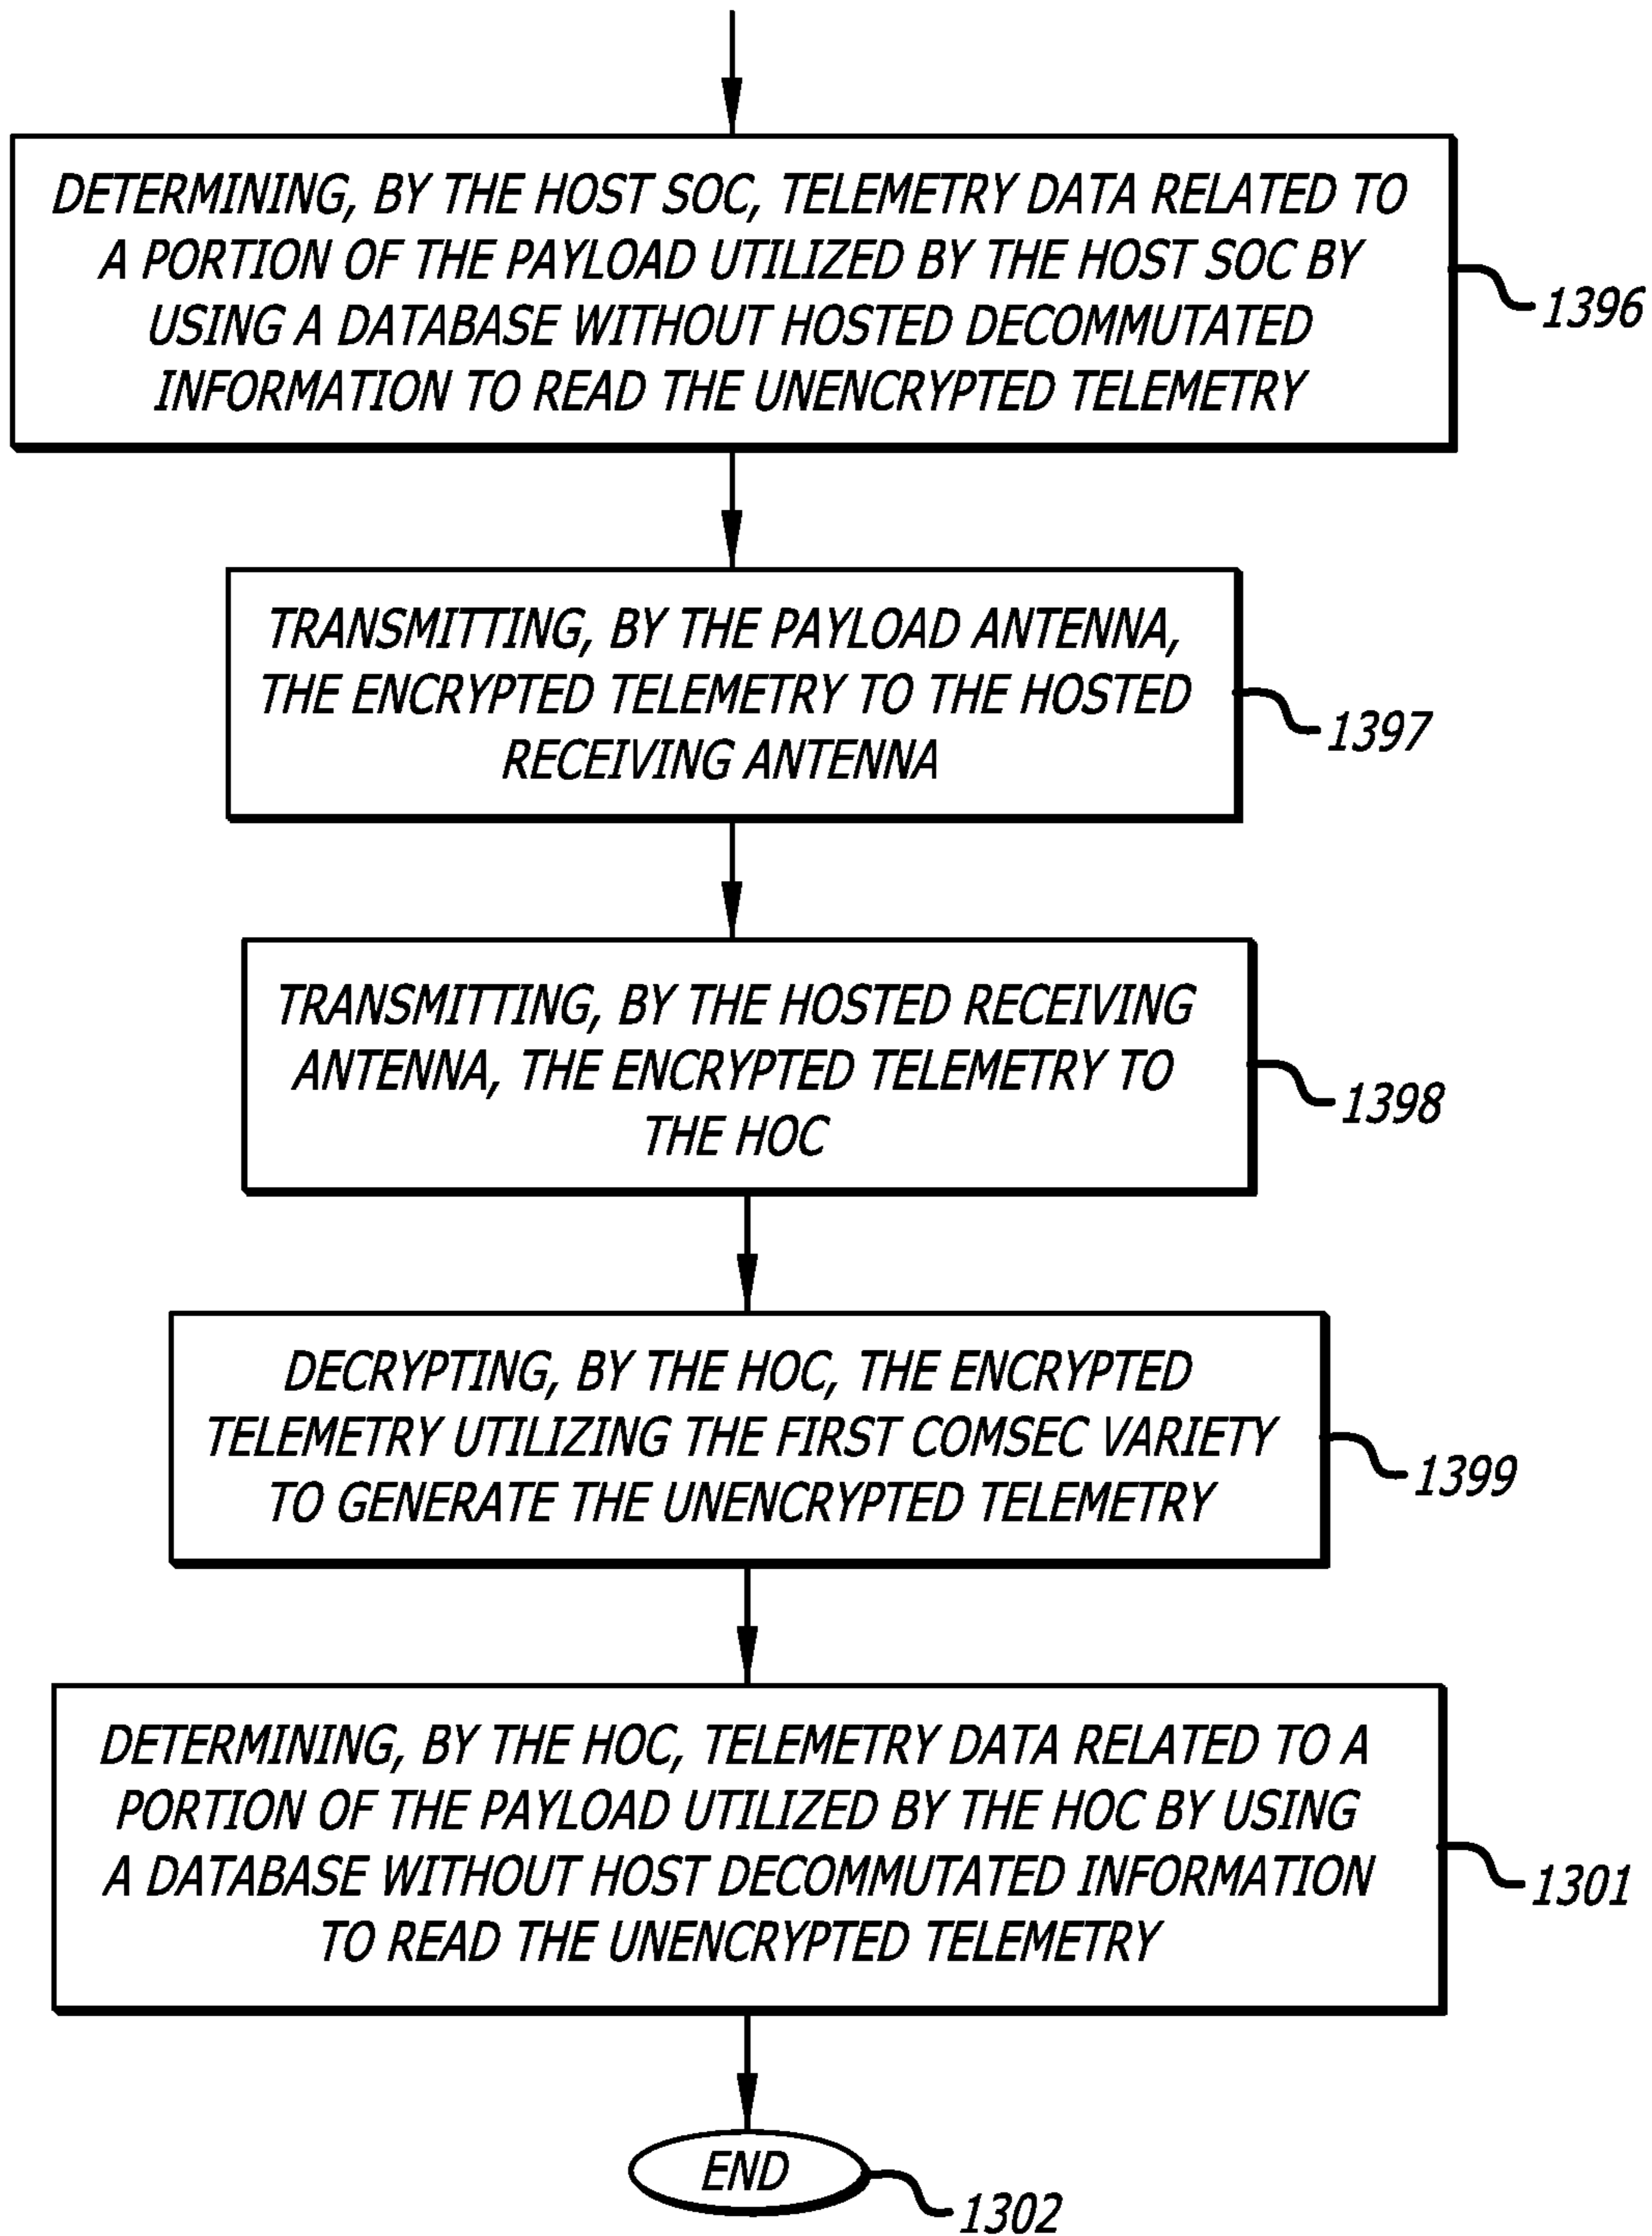 DETERMINING, BY THE HOST SOC, TELEMETRY DATA RELATED TO
A PORTION OF THE PAYLOAD UTILIZED BY THE HOST SOC BY
USING A DATABASE WITHOUT HOSTED DECOMMUTATED
INFORMATION TO READ THE UNENCRYPTED TELEMETRY
1396
TRANSMITTING, BY THE PAYLOAD ANTENNA,
THE ENCRYPTED TELEMETRY TO THE HOSTED
RECEIVING ANTENNA
1397
TRANSMITTING, BY THE HOSTED RECEIVING
ANTENNA, THE ENCRYPTED TELEMETRY TO
THE HOC
1398
DECRYPTING, BY THE HOC, THE ENCRYPTED
TELEMETRY UTILIZING THE FIRST COMSEC VARIETY
TO GENERATE THE UNENCRYPTED TELEMETRY
1399
DETERMINING, BY THE HOC, TELEMETRY DATA RELATED TO A
PORTION OF THE PAYLOAD UTILIZED BY THE HOC BY USING
A DATABASE WITHOUT HOST DECOMMUTATED INFORMATION
TO READ THE UNENCRYPTED TELEMETRY
1301
END
1302